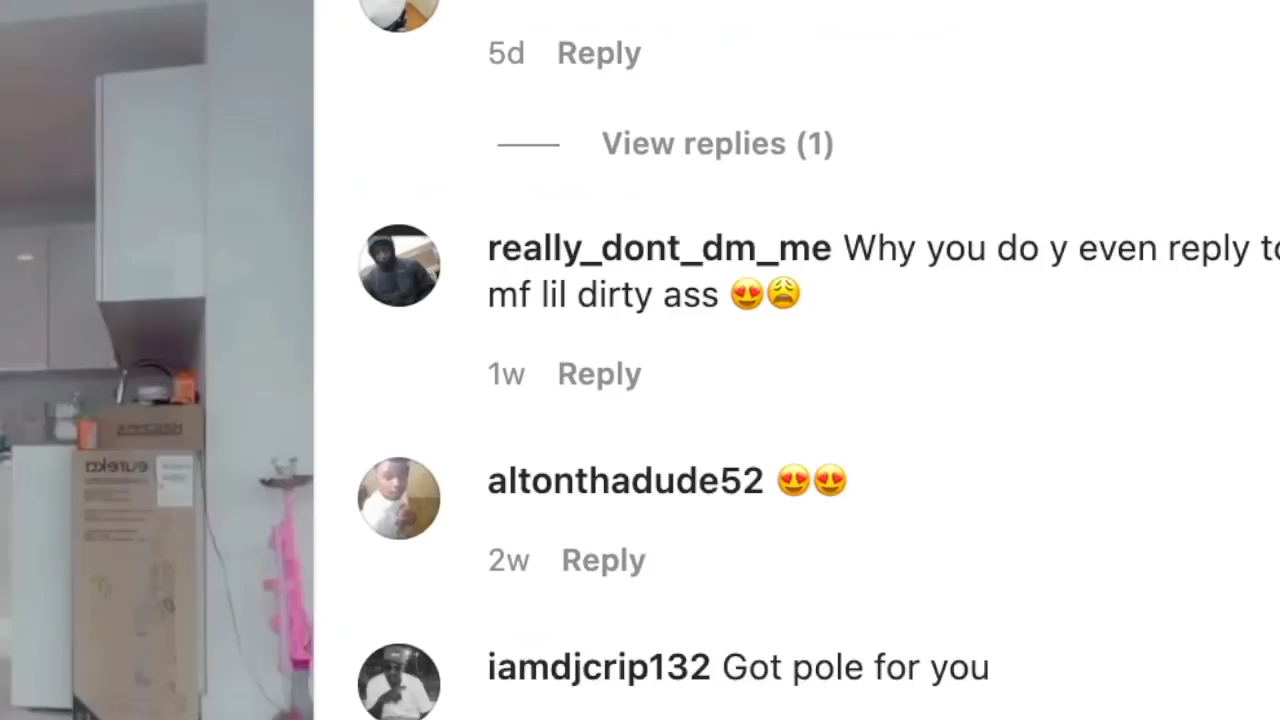 5d Reply
View replies (1)
really_dont_dm_me Why you do y even reply
mf lil dirty ass 😍😩
1w Reply
altonthadude52 😍😍
2w Reply
iamdjcrip132 Got pole for you
eureka